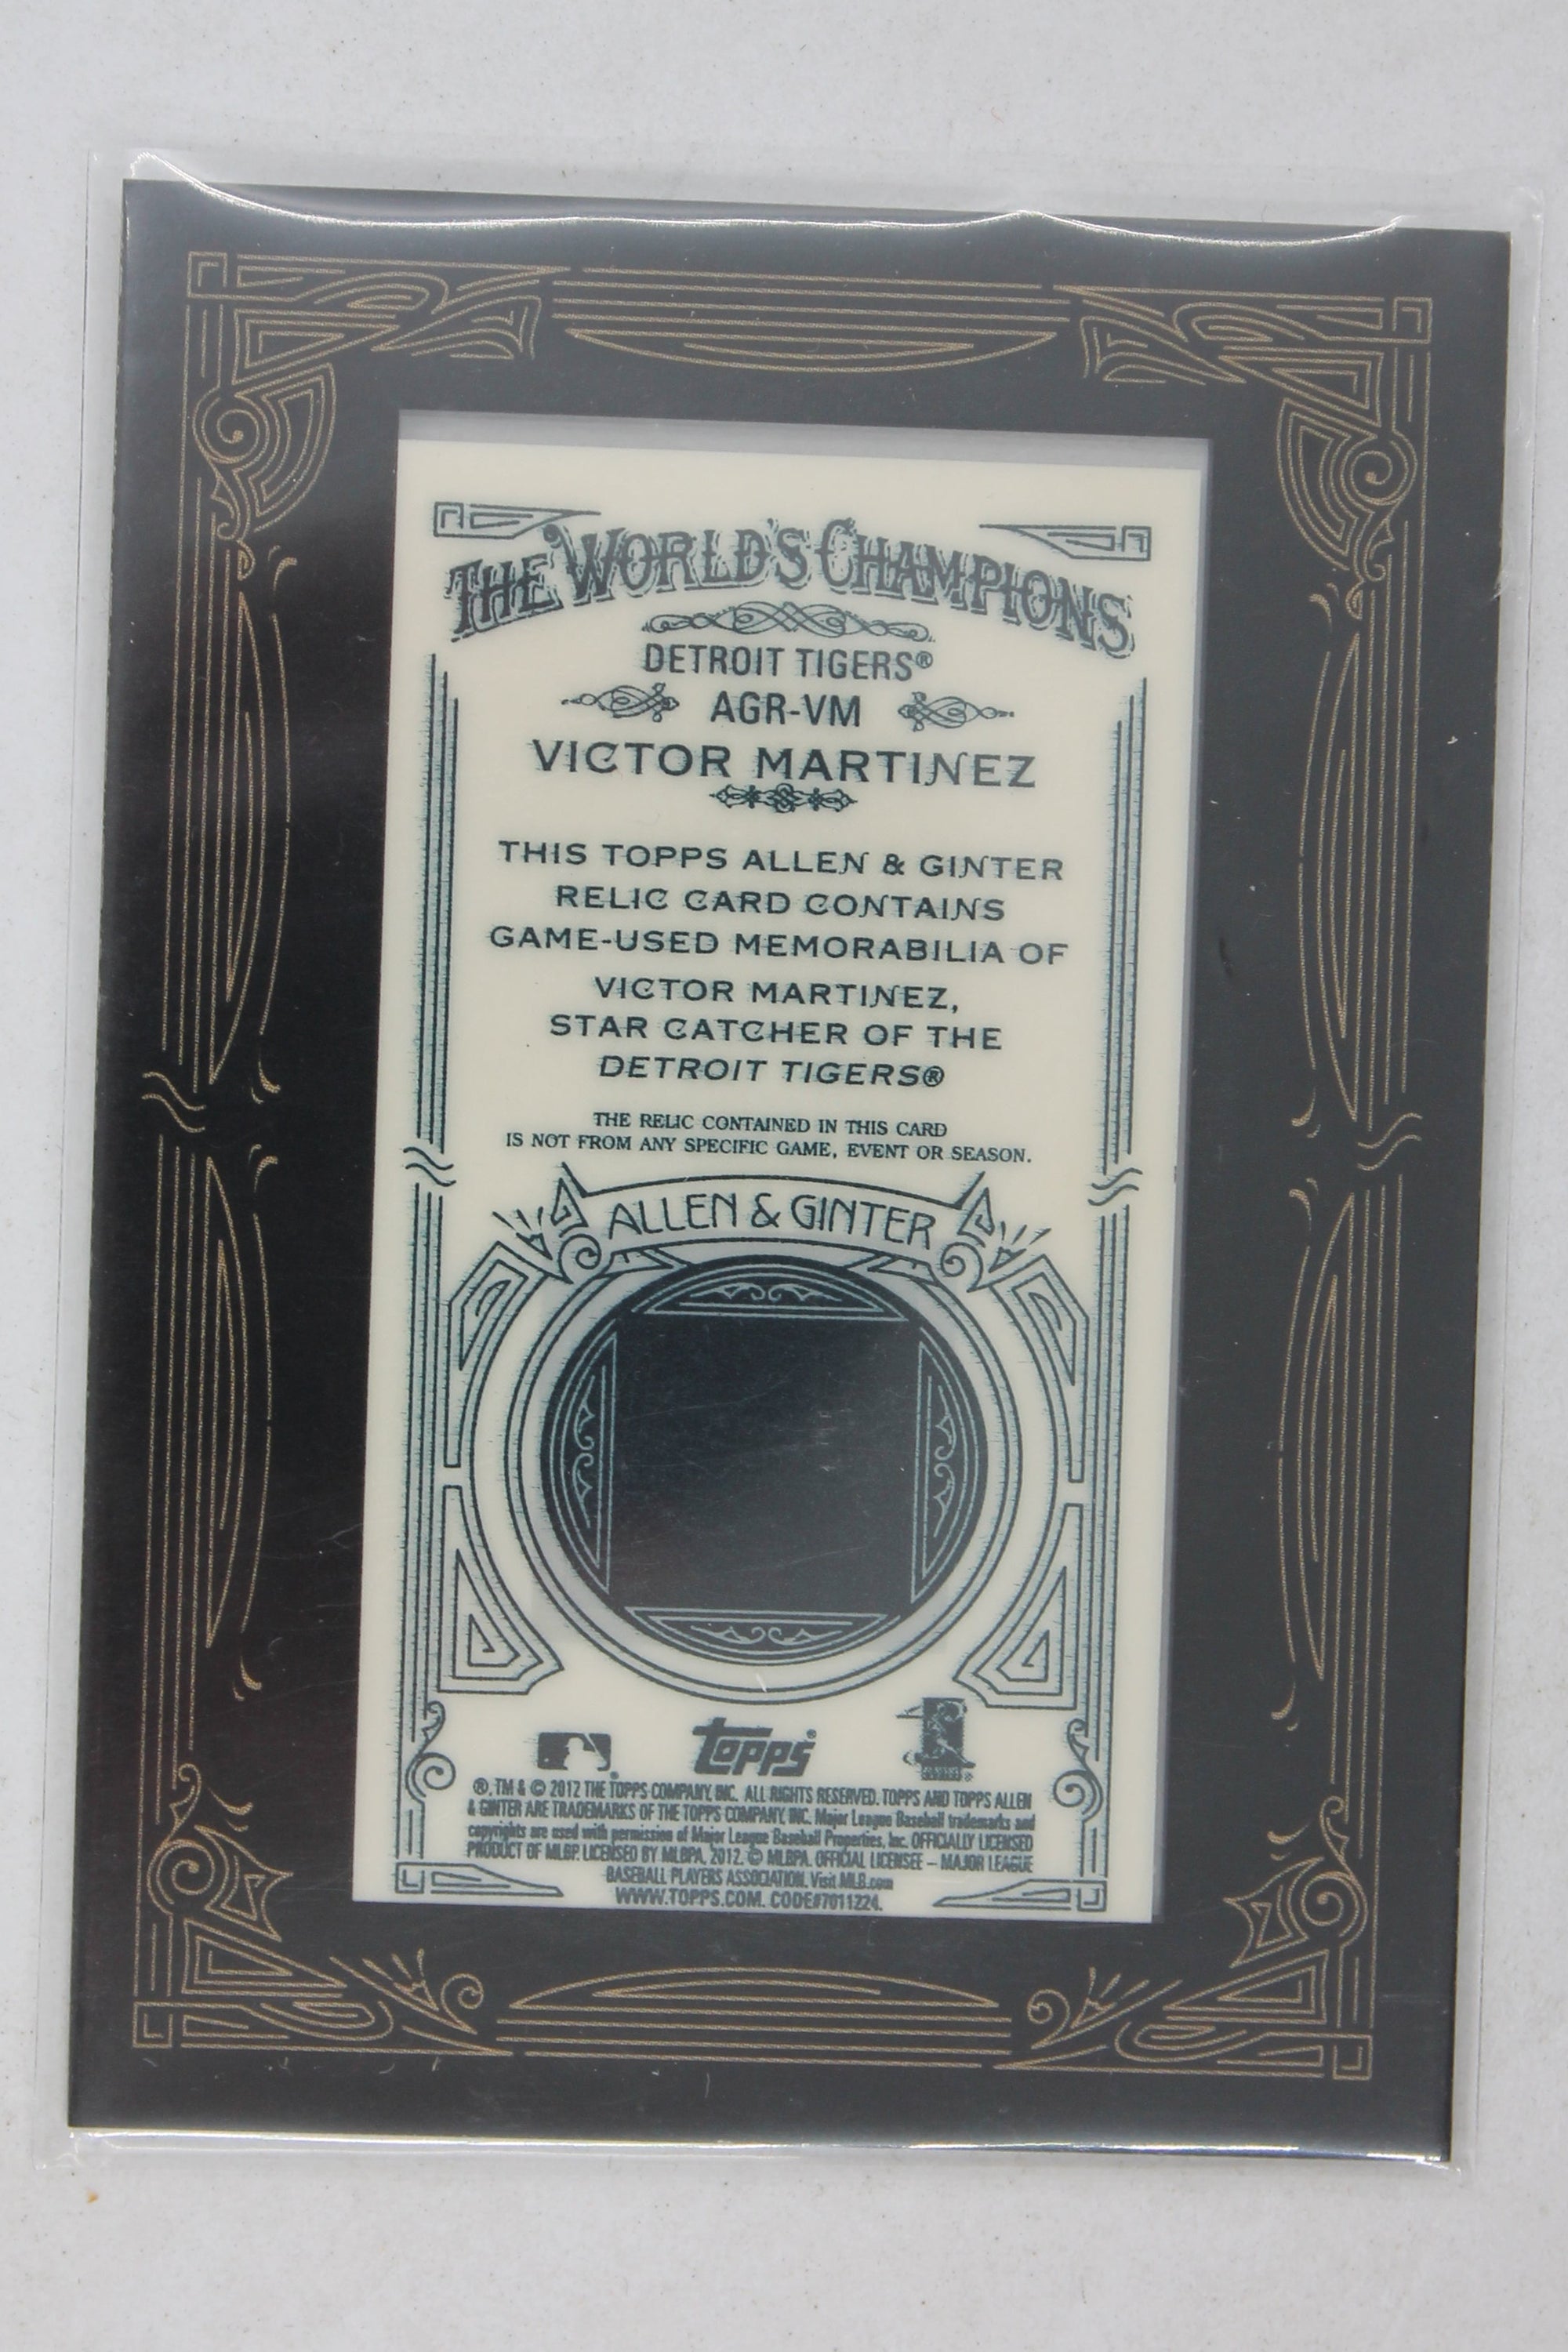 THE WORLD'S CHAMPIONS
DETROIT TIGERS®
AGR-VM
VICTOR MARTINEZ
THIS TOPPS ALLEN & GINTER
RELIC CARD CONTAINS
GAME-USED MEMORABILIA OF
VICTOR MARTINEZ,
STAR CATCHER OF THE
DETROIT TIGERS®
THE RELIC CONTAINED IN THIS CARD
IS NOT FROM ANY SPECIFIC GAME, EVENT OR SEASON.
ALLEN & GINTER
Topps®
®, TM & © 2012 THE TOPPS COMPANY, INC. ALL RIGHTS RESERVED. TOPPS AND TOPPS ALLEN
& GINTER ARE TRADEMARKS OF THE TOPPS COMPANY, INC. Major League Baseball trademarks and
copyrights are used with permission of Major League Baseball Properties, Inc. OFFICIALLY LICENSED
PRODUCT OF MLBP. LICENSED BY MLBPA, 2012. © MLBPA. OFFICIAL LICENSEE – MAJOR LEAGUE
BASEBALL PLAYERS ASSOCIATION. Visit MLB.com
WWW.TOPPS.COM. CODE#7011224.